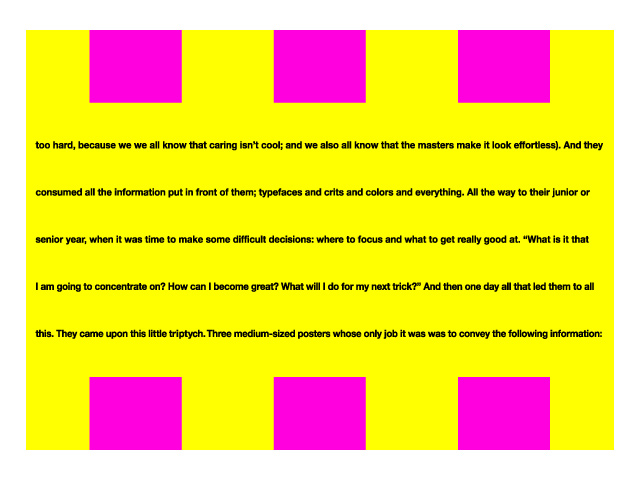 too hard, because we we all know that caring isn't cool; and we also all know that the masters make it look effortless). And they
consumed all the information put in front of them; typefaces and crits and colors and everything. All the way to their junior or
senior year, when it was time to make some difficult decisions: where to focus and what to get really good at. “What is it that
I am going to concentrate on? How can I become great? What will I do for my next trick?” And then one day all that led them to all
this. They came upon this little triptych. Three medium-sized posters whose only job it was was to convey the following information: